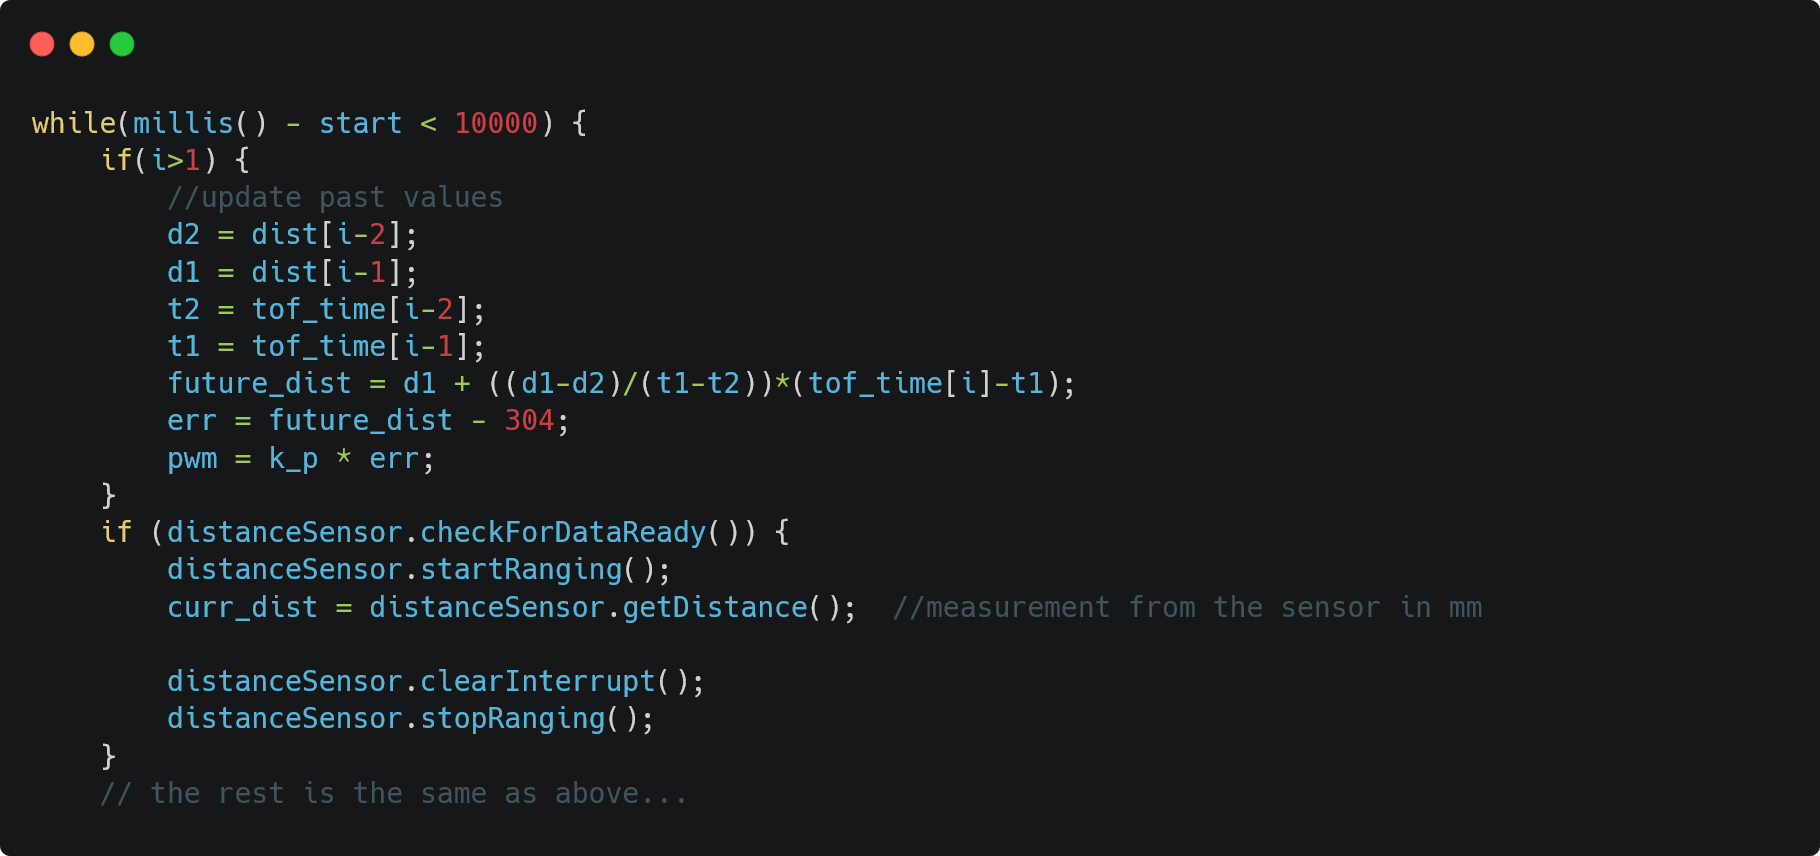 while(millis() - start < 10000) {
    if(i>1) {
        //update past values
        d2 = dist[i-2];
        d1 = dist[i-1];
        t2 = tof_time[i-2];
        t1 = tof_time[i-1];
        future_dist = d1 + ((d1-d2)/(t1-t2))*(tof_time[i]-t1);
        err = future_dist - 304;
        pwm = k_p * err;
    }
    if (distanceSensor.checkForDataReady()) {
        distanceSensor.startRanging();
        curr_dist = distanceSensor.getDistance();  //measurement from the sensor in mm

        distanceSensor.clearInterrupt();
        distanceSensor.stopRanging();
    }
    // the rest is the same as above...